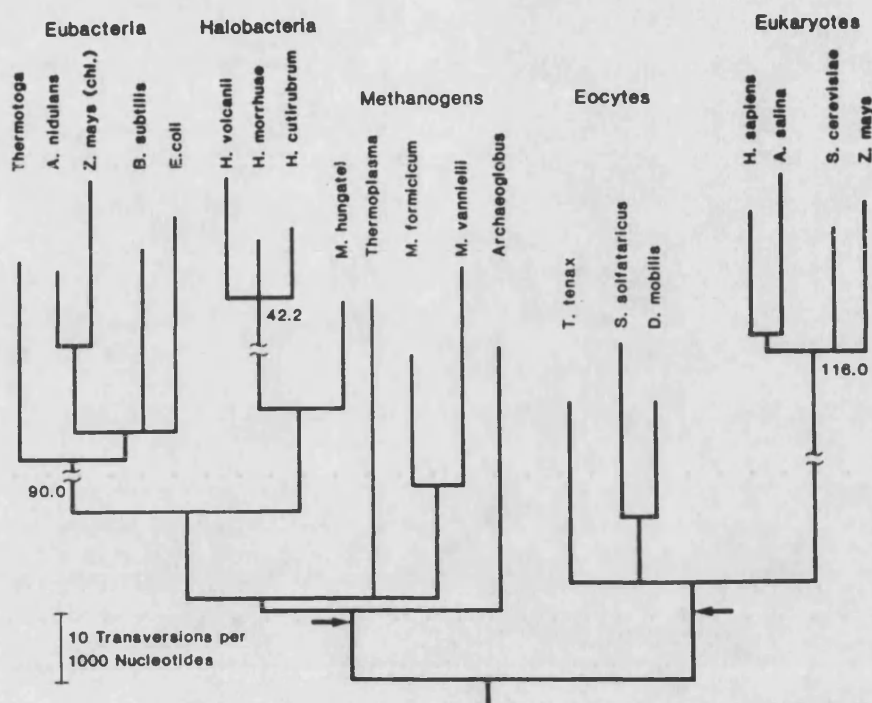 Eubacteria
Halobacteria
Methanogens
Eocytes
Eukaryotes
Thermotoga
A. nidulans
Z. mays (chl.)
B. subtilis
E.coli
H. volcanii
H. morrhuae
H. cutirubrum
M. hungatei
Thermoplasma
M. formicicum
M. vannielii
Archaeoglobus
T. tenax
S. solfataricus
D. mobilis
H. sapiens
A. salina
S. cerevisiae
Z. mays
42.2
116.0
90.0
10 Transversions per
1000 Nucleotides